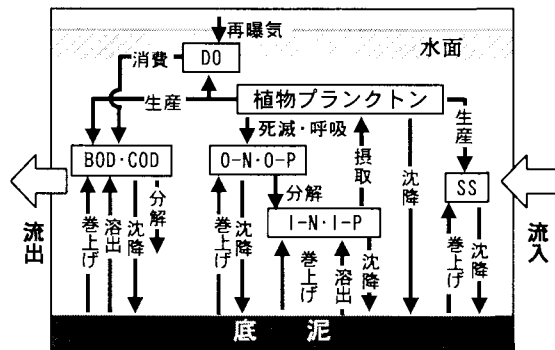 再曝気
水面
消費
DO
生産
植物プランクトン
死滅・呼吸
生産
BOD・COD
O-N・O-P
摂取
沈降
SS
分解
分解
I-N・I-P
流出
巻上げ
溶出
沈降
巻上げ
沈降
巻上げ
溶出
沈降
巻上げ
沈降
流入
底泥